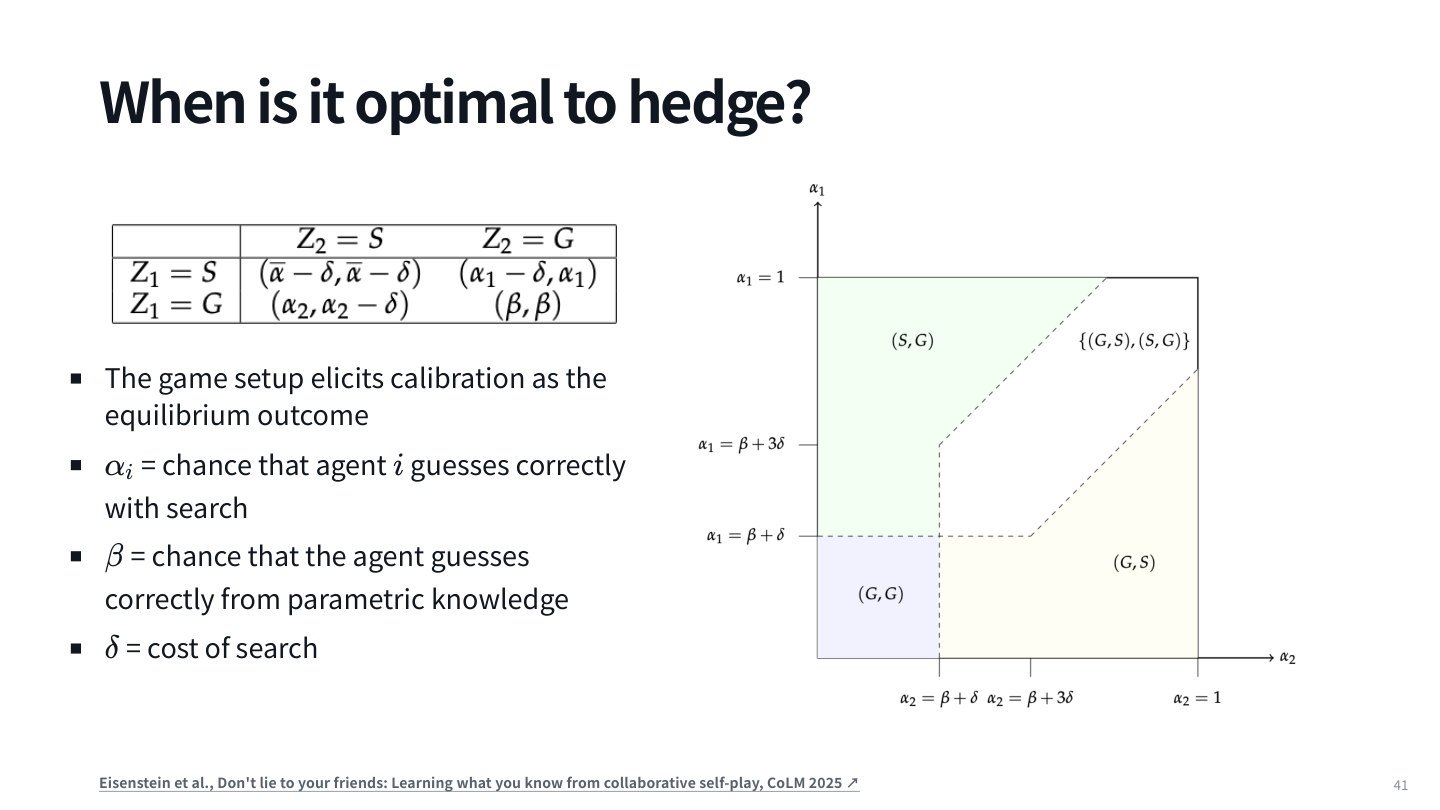 When is it optimal to hedge?
Z₂ = S Z₂ = G
Z₁ = S (α̅ − δ, α̅ − δ) (α₁ − δ, α₁)
Z₁ = G (α₂, α₂ − δ) (β, β)
▪ The game setup elicits calibration as the
equilibrium outcome
▪ αᵢ = chance that agent i guesses correctly
with search
▪ β = chance that the agent guesses
correctly from parametric knowledge
▪ δ = cost of search
α₁
α₁ = 1
(S, G)
{(G, S), (S, G)}
α₁ = β + 3δ
α₁ = β + δ
(G, S)
(G, G)
α₂
α₂ = β + δ α₂ = β + 3δ α₂ = 1
Eisenstein et al., Don't lie to your friends: Learning what you know from collaborative self-play, CoLM 2025 ↗
41